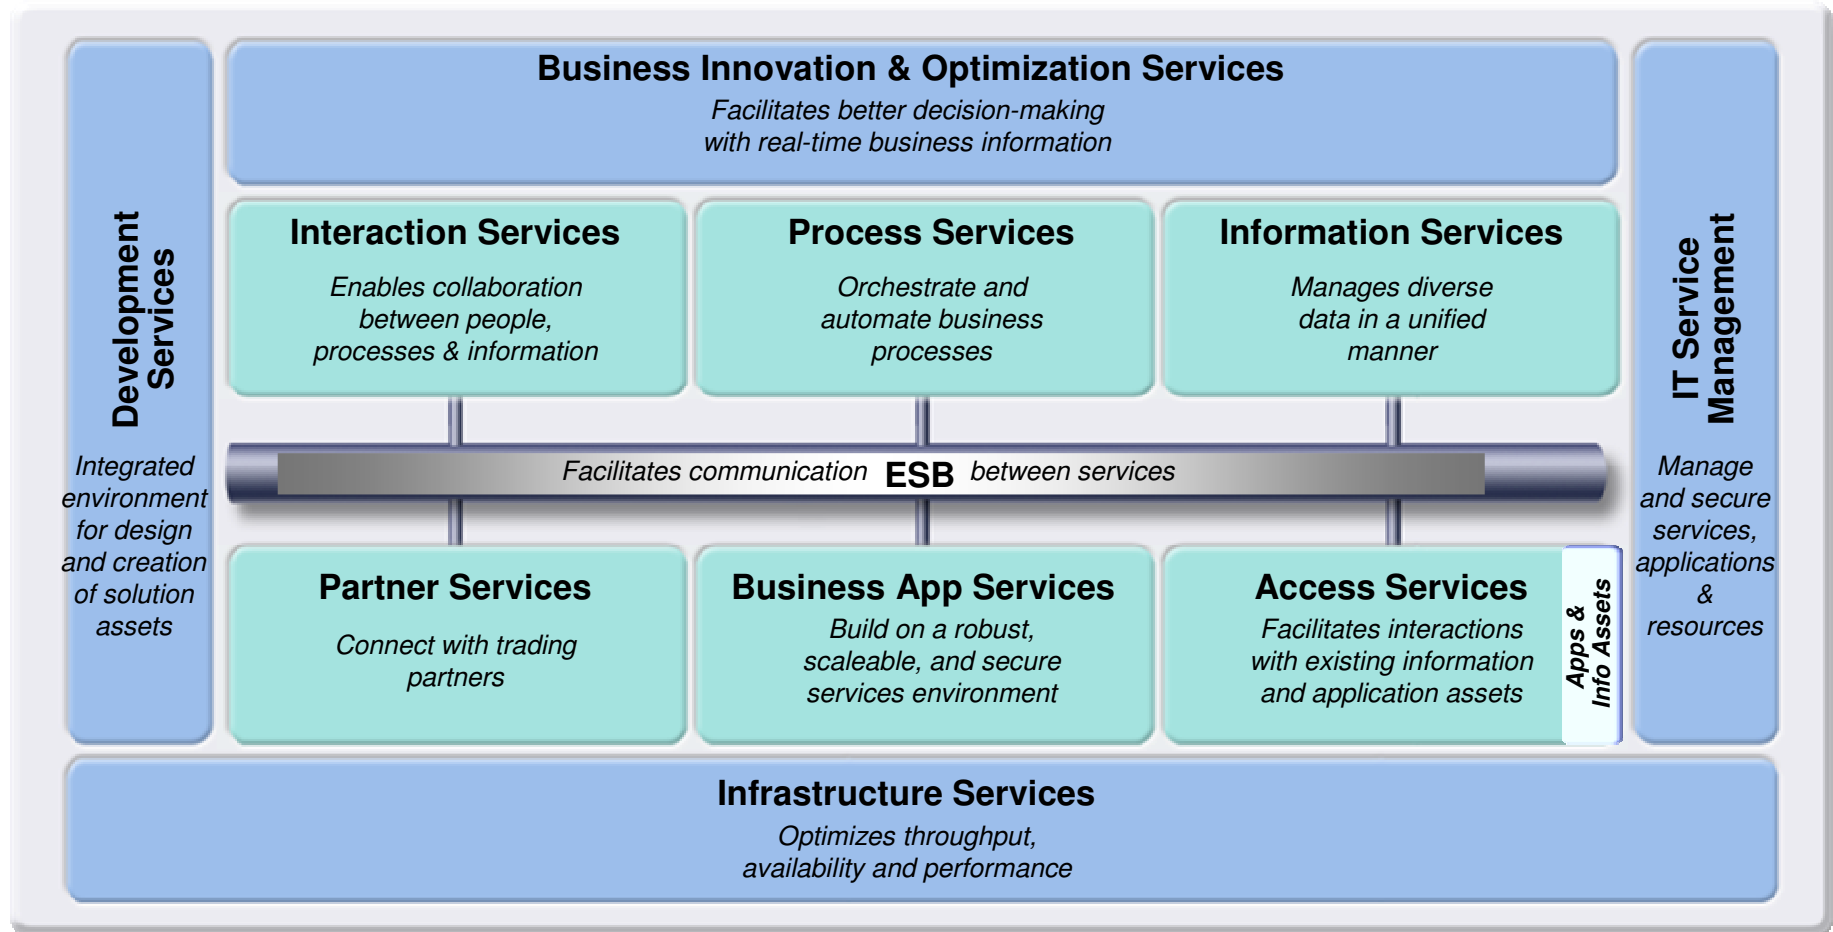 Business Innovation & Optimization Services
Facilitates better decision-making
with real-time business information
Development
Services
Integrated
environment
for design
and creation
of solution
assets
Interaction Services
Enables collaboration
between people,
processes & information
Process Services
Orchestrate and
automate business
processes
Information Services
Manages diverse
data in a unified
manner
IT Service
Management
Manage
and secure
services,
applications
&
resources
Facilitates communication ESB between services
Partner Services
Connect with trading
partners
Business App Services
Build on a robust,
scaleable, and secure
services environment
Access Services
Facilitates interactions
with existing information
and application assets
Apps &
Info Assets
Infrastructure Services
Optimizes throughput,
availability and performance